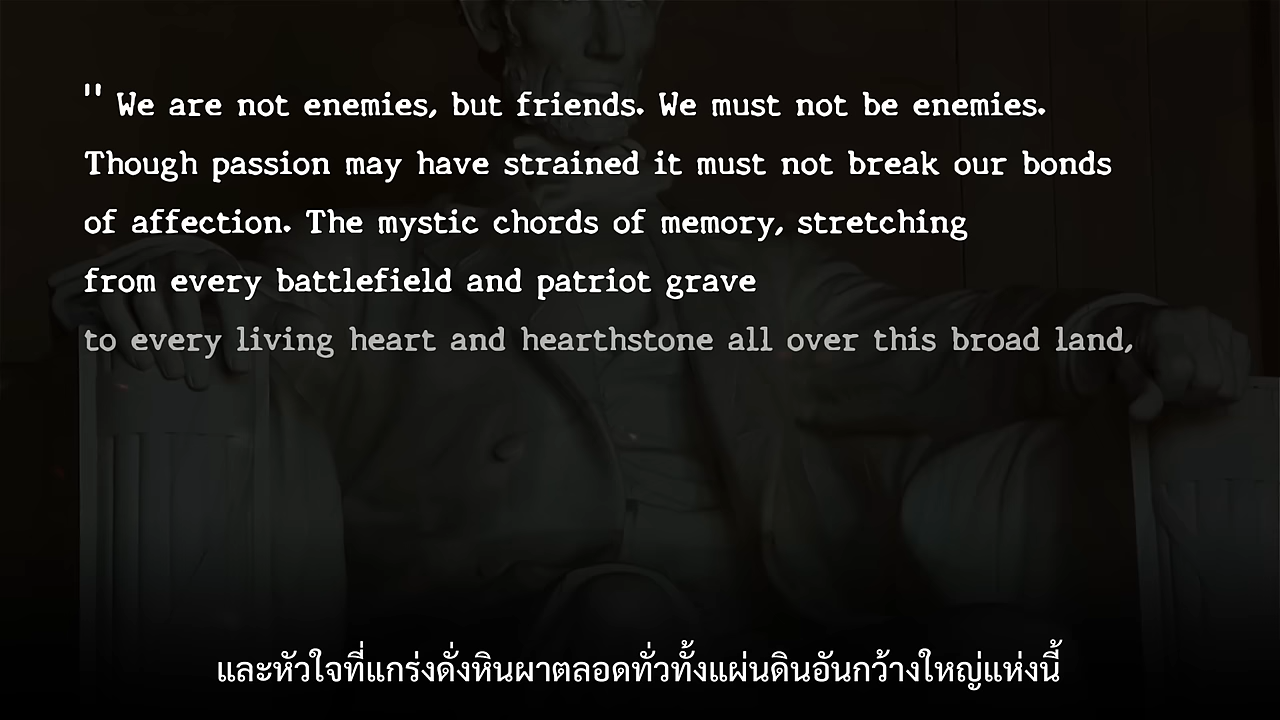 " We are not enemies, but friends. We must not be enemies.
Though passion may have strained it must not break our bonds
of affection. The mystic chords of memory, stretching
from every battlefield and patriot grave
to every living heart and hearthstone all over this broad land,
และหัวใจที่แกร่งดั่งหินผาตลอดทั่วทั้งแผ่นดินอันกว้างใหญ่แห่งนี้